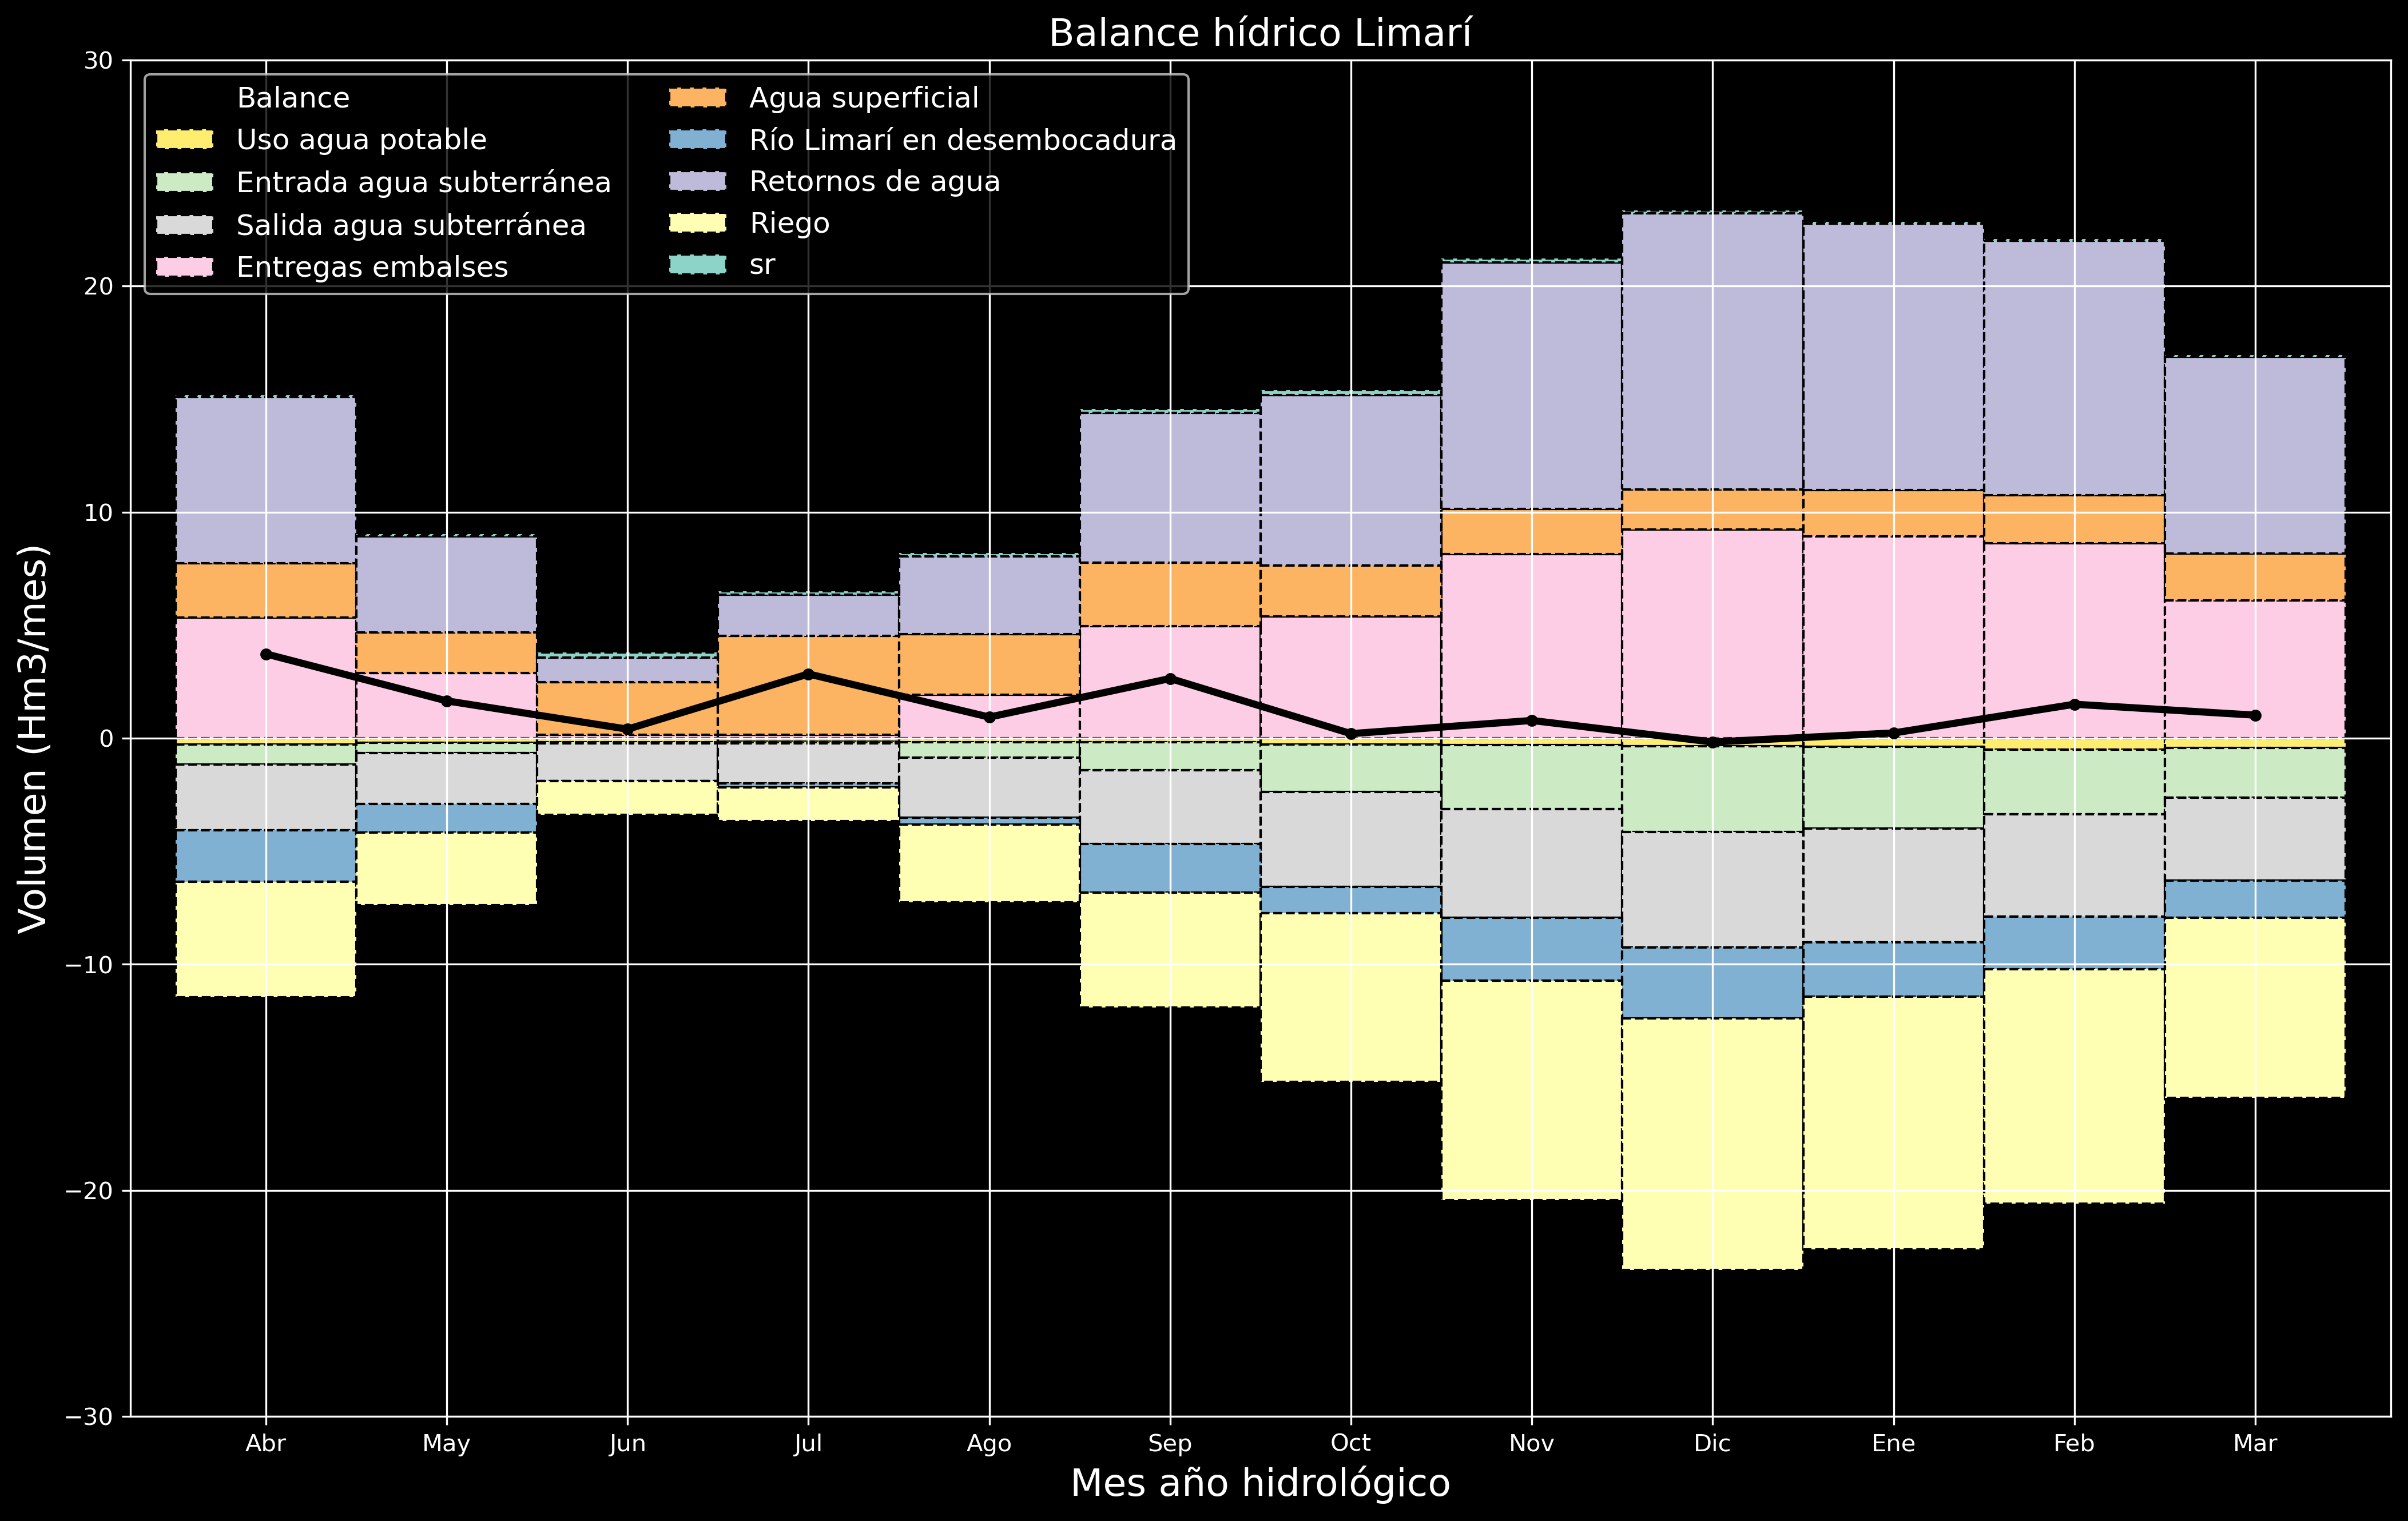 Balance hídrico Limarí
Balance
Uso agua potable
Entrada agua subterránea
Salida agua subterránea
Entregas embalses
Agua superficial
Río Limarí en desembocadura
Retornos de agua
Riego
sr
Volumen (Hm3/mes)
30
20
10
0
−10
−20
−30
Abr May Jun Jul Ago Sep Oct Nov Dic Ene Feb Mar
Mes año hidrológico